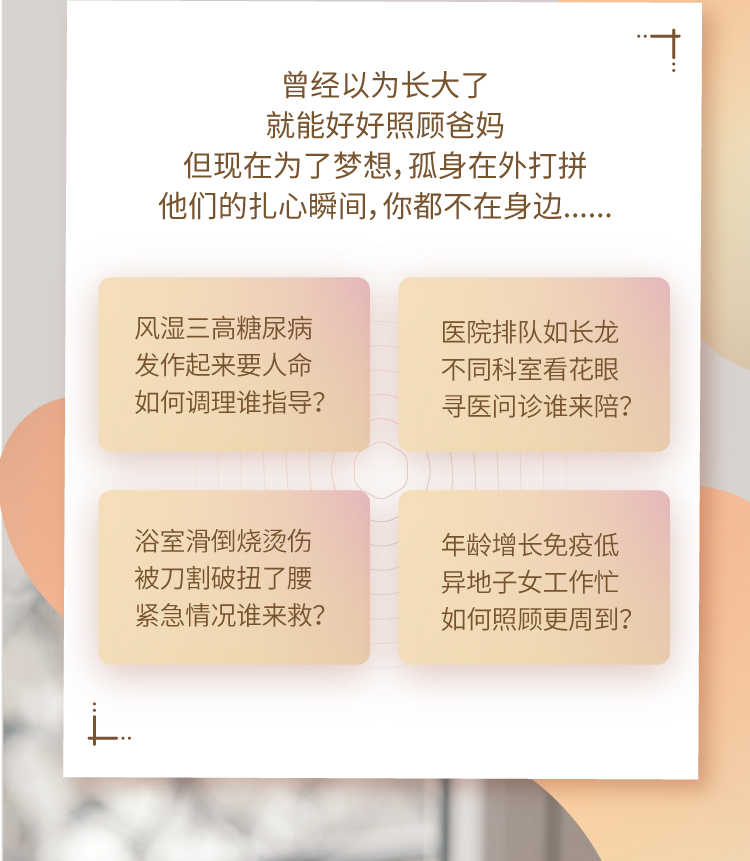 曾经以为长大了
就能好好照顾爸妈
但现在为了梦想，孤身在外打拼
他们的扎心瞬间，你都不在身边......
风湿三高糖尿病
发作起来要人命
如何调理谁指导？
医院排队如长龙
不同科室看花眼
寻医问诊谁来陪？
浴室滑倒烧烫伤
被刀割破扭了腰
紧急情况谁来救？
年龄增长免疫低
异地子女工作忙
如何照顾更周到？